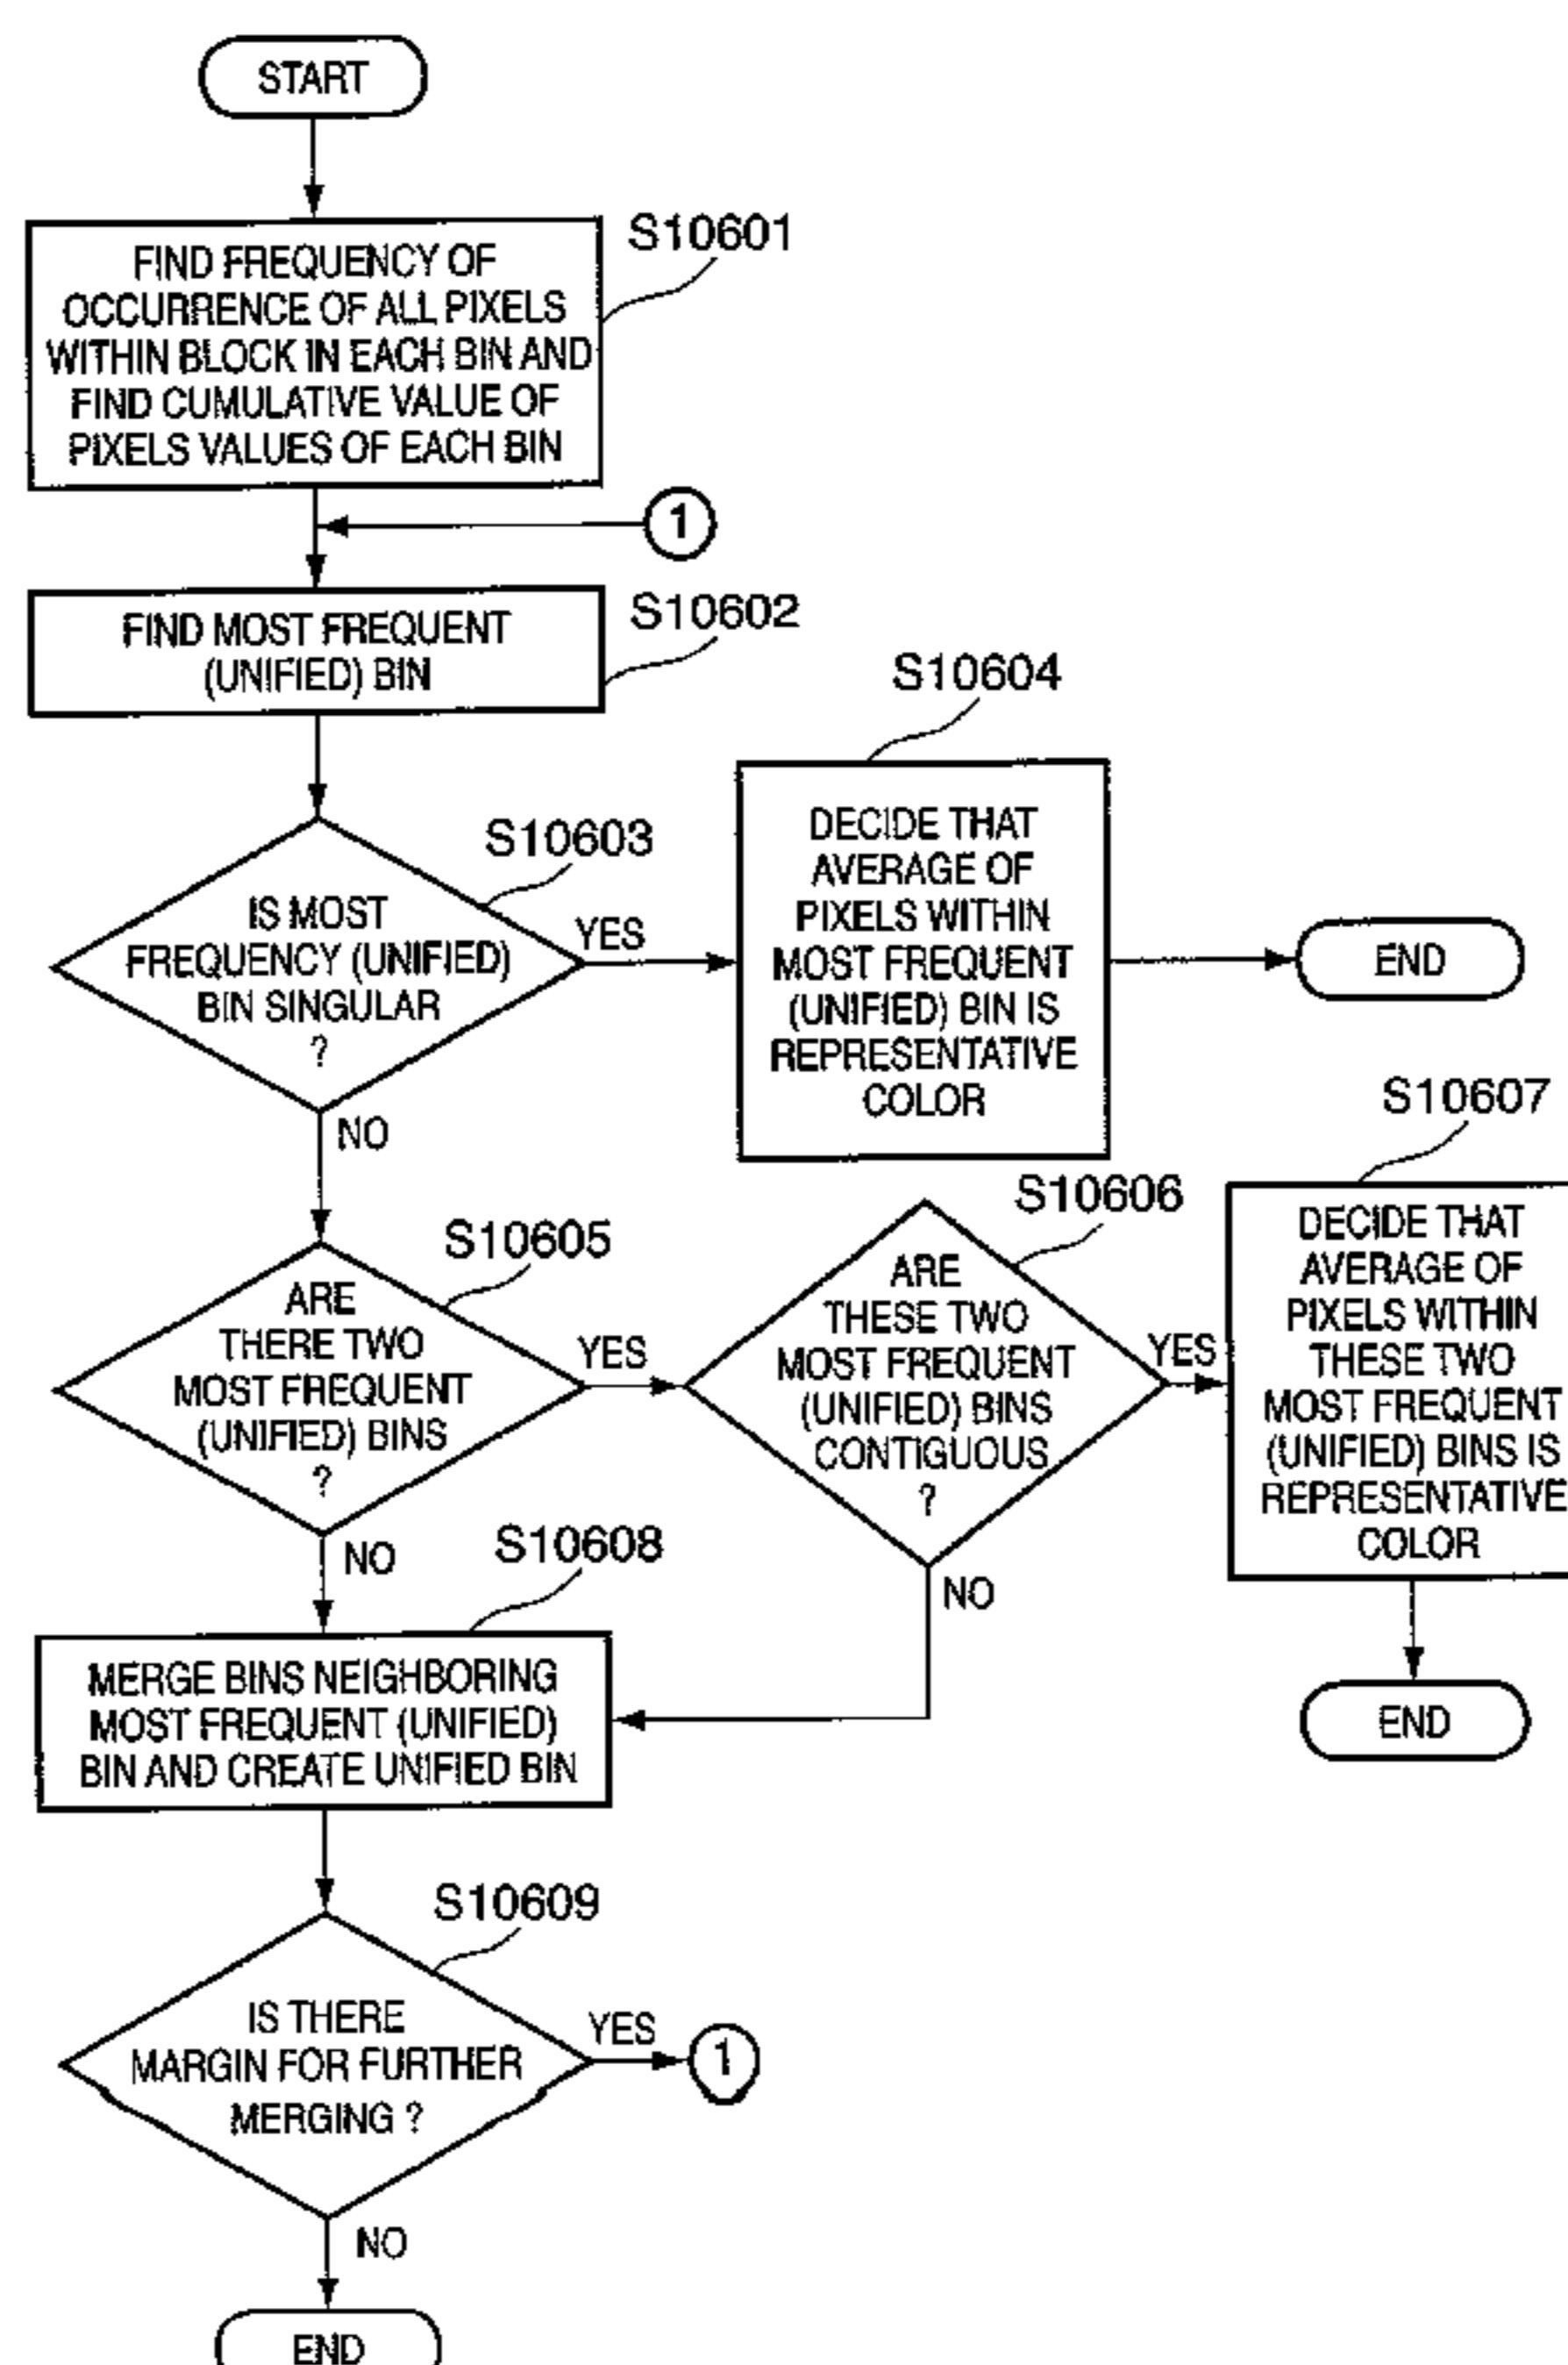 START
S10601
FIND FREQUENCY OF
OCCURRENCE OF ALL PIXELS
WITHIN BLOCK IN EACH BIN AND
FIND CUMULATIVE VALUE OF
PIXELS VALUES OF EACH BIN
1
S10602
FIND MOST FREQUENT
(UNIFIED) BIN
S10603
IS MOST
FREQUENCY (UNIFIED)
BIN SINGULAR
?
YES
NO
S10604
DECIDE THAT
AVERAGE OF
PIXELS WITHIN
MOST FREQUENT
(UNIFIED) BIN IS
REPRESENTATIVE
COLOR
END
S10605
ARE
THERE TWO
MOST FREQUENT
(UNIFIED) BINS
?
YES
NO
S10606
ARE
THESE TWO
MOST FREQUENT
(UNIFIED) BINS
CONTIGUOUS
?
YES
NO
S10607
DECIDE THAT
AVERAGE OF
PIXELS WITHIN
THESE TWO
MOST FREQUENT
(UNIFIED) BINS IS
REPRESENTATIVE
COLOR
END
S10608
MERGE BINS NEIGHBORING
MOST FREQUENT (UNIFIED)
BIN AND CREATE UNIFIED BIN
S10609
IS THERE
MARGIN FOR FURTHER
MERGING ?
YES
1
NO
END